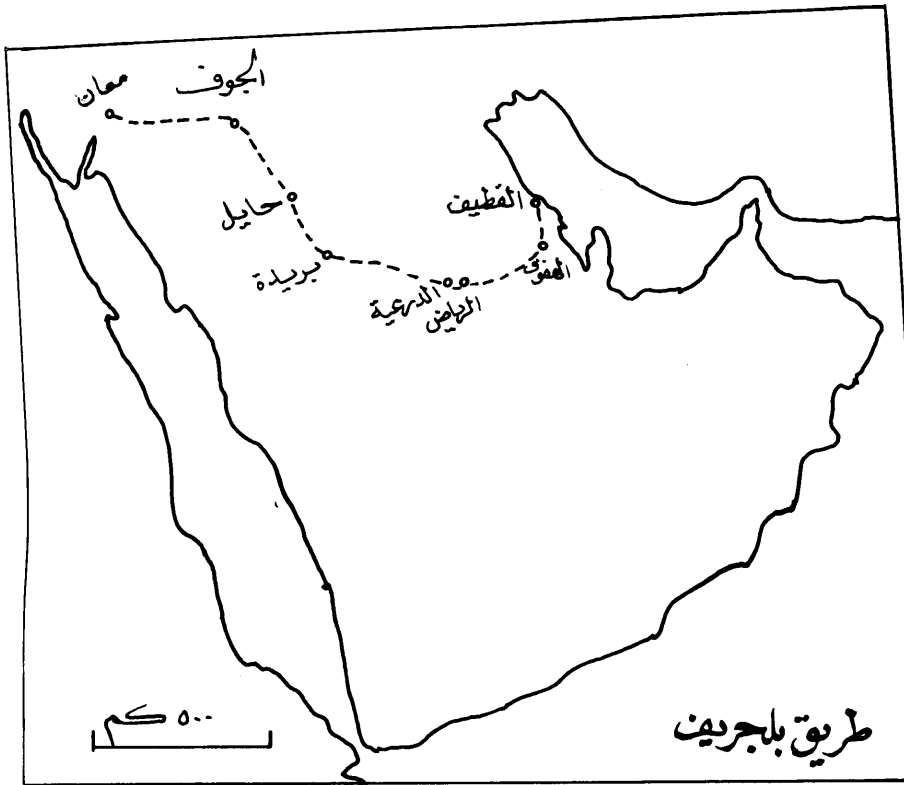 معان
الجوف
حايل
بريدة
الدرعية
الرياض
الهفوف
القطيف
٥٠٠ كم
طريق بلجريف